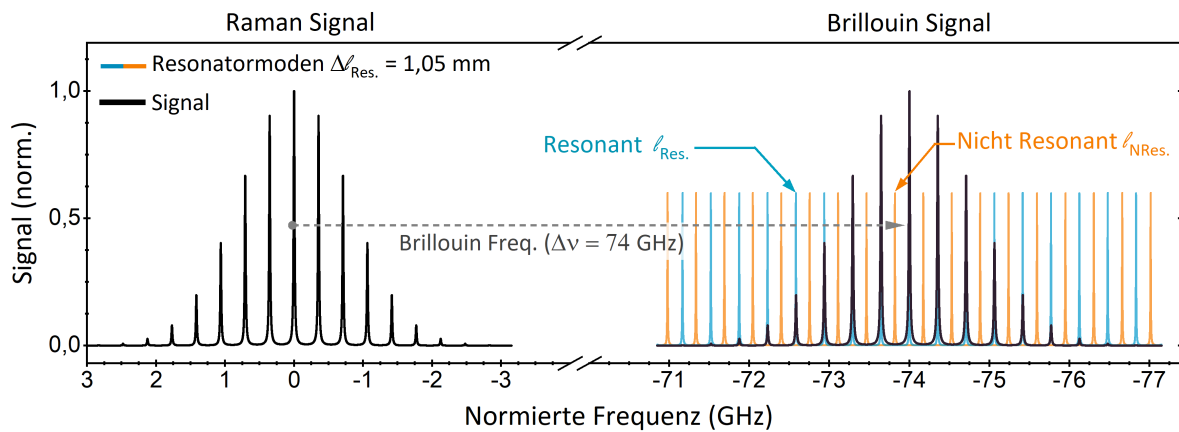 Raman Signal
Brillouin Signal
Resonatormoden Δℓ_Res. = 1,05 mm
Signal
Resonant ℓ_Res.
Nicht Resonant ℓ_NRes.
Brillouin Freq. (Δν = 74 GHz)
Signal (norm.)
1,0
0,5
0,0
3 2 1 0 -1 -2 -3 -71 -72 -73 -74 -75 -76 -77
Normierte Frequenz (GHz)